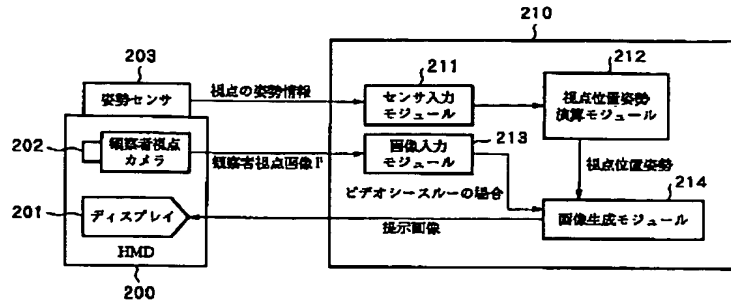 210
203
211
212
姿勢センサ
視点の姿勢情報
センサ入力
モジュール
視点位置姿勢
演算モジュール
202
観察者視点
カメラ
観察者視点画像I'
画像入力
モジュール
213
視点位置姿勢
ビデオシースルーの場合
214
201
ディスプレイ
提示画像
画像生成モジュール
HMD
200